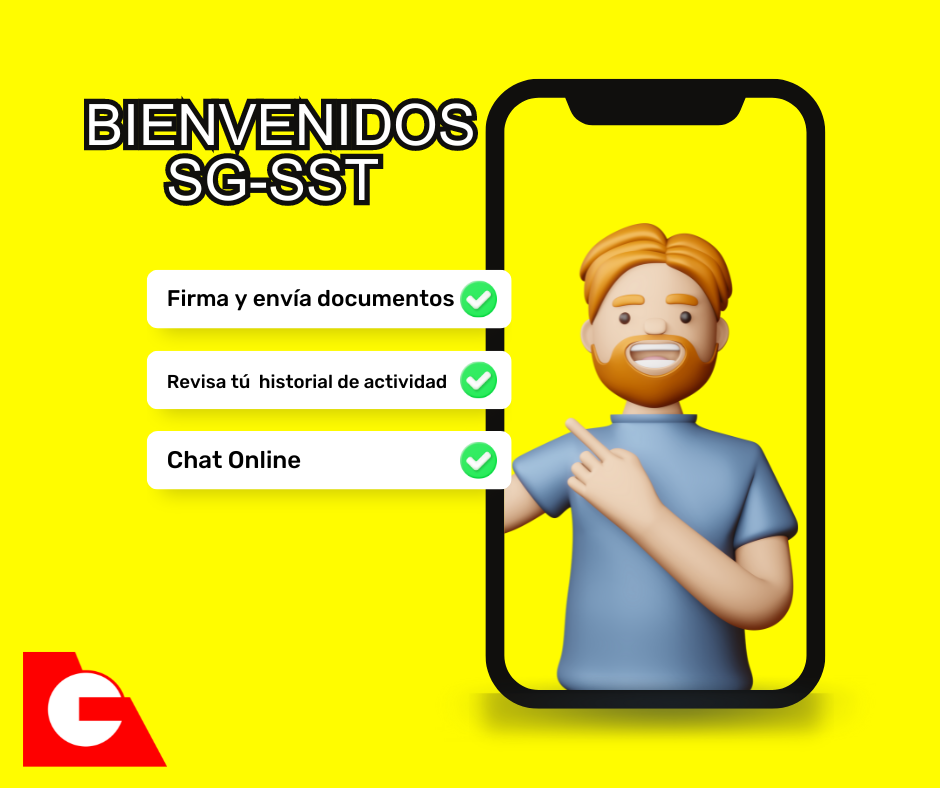 BIENVENIDOS
SG-SST
Firma y envía documentos
Revisa tú  historial de actividad
Chat Online